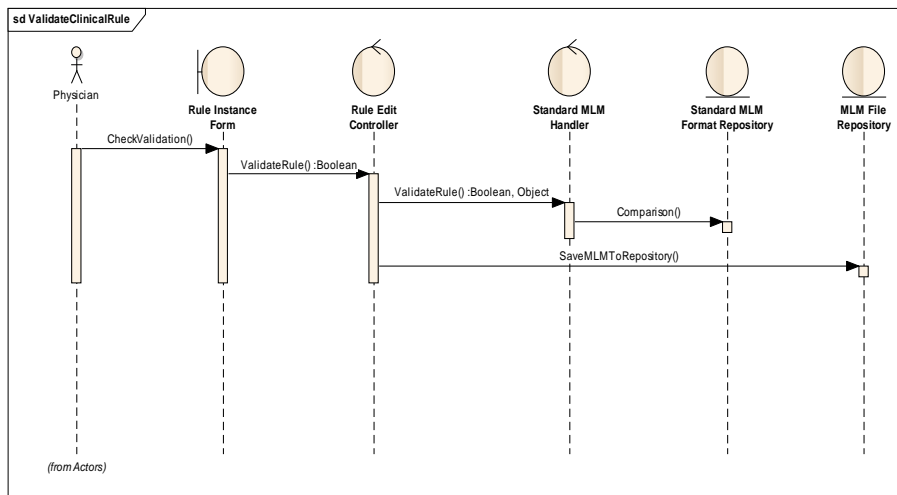 sd ValidateClinicalRule
Physician
Rule Instance
Form
Rule Edit
Controller
Standard MLM
Handler
Standard MLM
Format Repository
MLM File
Repository
CheckValidation()
ValidateRule() :Boolean
ValidateRule() :Boolean, Object
Comparison()
SaveMLMToRepository()
(from Actors)